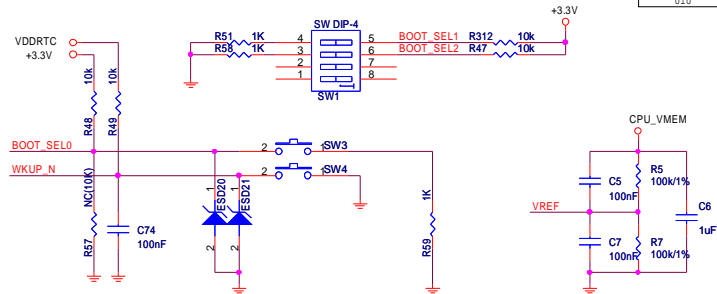 010
+3.3V
SW DIP-4
R51 1K 4 5 BOOT_SEL1 R312 10k
R58 1K 3 6 BOOT_SEL2 R47 10k
2 7
1 8
SW1
VDDRTC
+3.3V
10k 10k
R48 R49
CPU_VMEM
BOOT_SEL0 2 1 SW3
WKUP_N 2 1 SW4
NC(10K)
R57
C74
100nF
1 1
ESD20 ESD21
2 2
1K
R59
C5
100nF
R5
100k/1%
C6
1uF
VREF
C7
100nF
R7
100k/1%